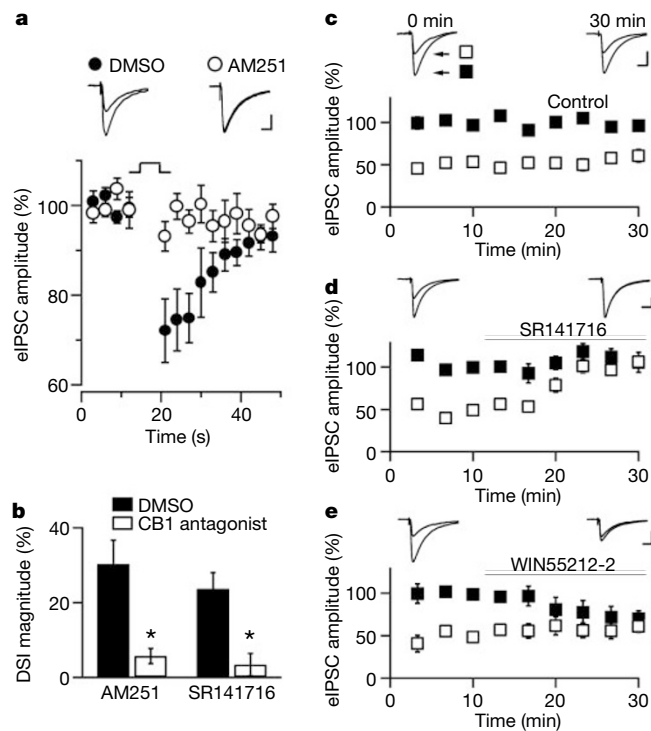 a
DMSO
AM251
eIPSC amplitude (%)
100
80
60
0
20
40
Time (s)
b
DMSO
CB1 antagonist
DSI magnitude (%)
40
20
0
*
*
AM251
SR141716
c
0 min
30 min
Control
eIPSC amplitude (%)
100
50
0
0
10
20
30
Time (min)
d
SR141716
eIPSC amplitude (%)
100
50
0
0
10
20
30
Time (min)
e
WIN55212-2
eIPSC amplitude (%)
100
50
0
0
10
20
30
Time (min)